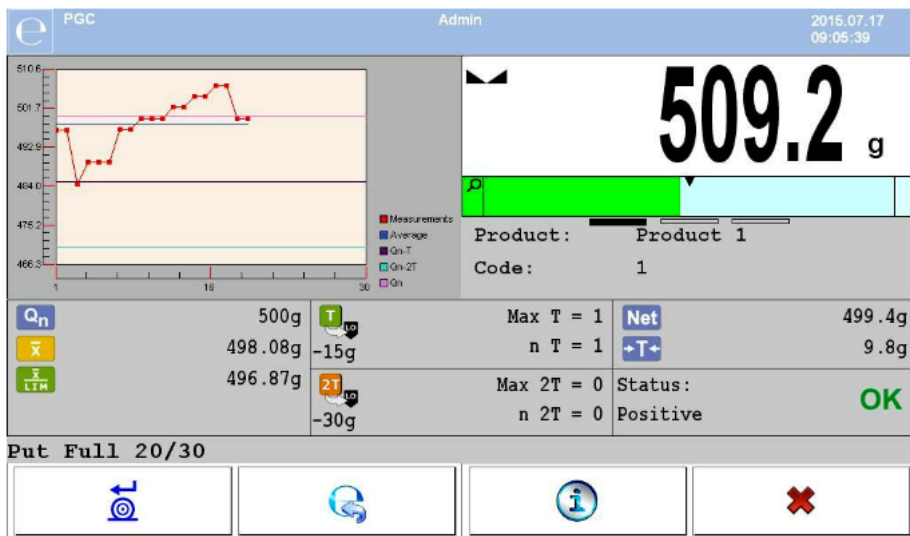 e PGC Admin 2015.07.17
09:05:39
510.6
501.7
492.9
484.0
475.2
466.3
1 16 30
Measurements
Average
Qn-T
Qn-2T
Qn
509.2 g
Product: Product 1
Code: 1
Qn 500g
x̄ 498.08g
x̄ LIM 496.87g
T LO Max T = 1
-15g n T = 1
2T LO Max 2T = 0
-30g n 2T = 0
Net 499.4g
→T← 9.8g
Status: OK
Positive
Put Full 20/30
i